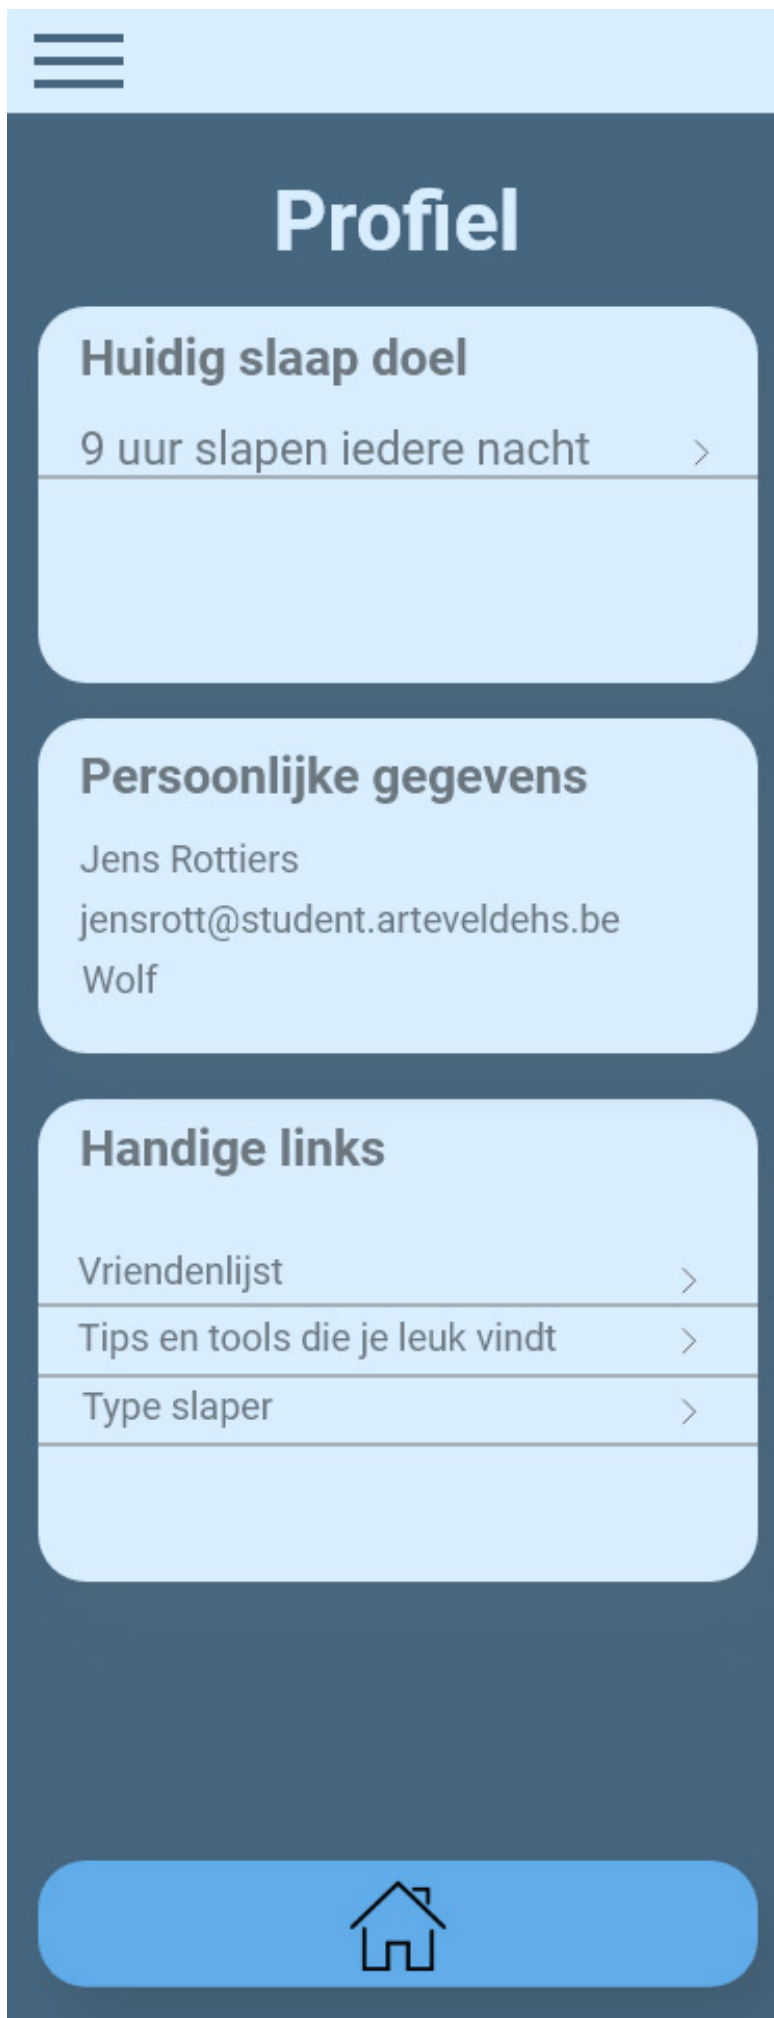 Profiel
Huidig slaap doel
9 uur slapen iedere nacht
Persoonlijke gegevens
Jens Rottiers
jensrott@student.arteveldehs.be
Wolf
Handige links
Vriendenlijst
Tips en tools die je leuk vindt
Type slaper